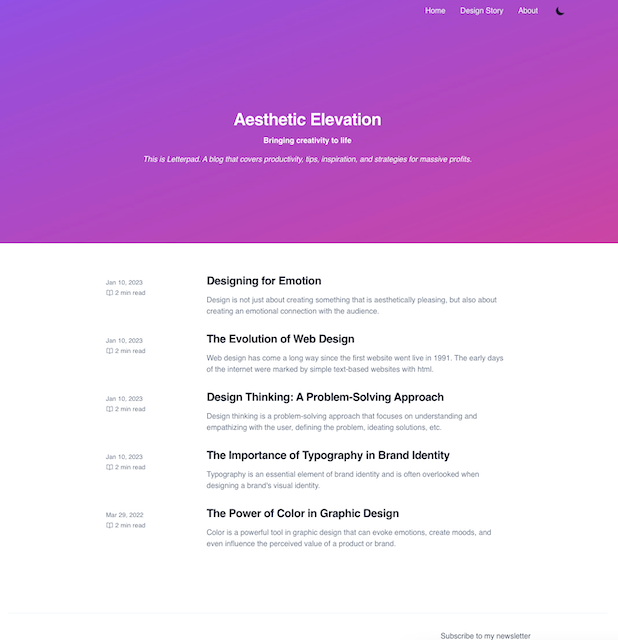 Home Design Story About
Aesthetic Elevation
Bringing creativity to life
This is Letterpad. A blog that covers productivity, tips, inspiration, and strategies for massive profits.
Jan 10, 2023
2 min read
Designing for Emotion
Design is not just about creating something that is aesthetically pleasing, but also about
creating an emotional connection with the audience.
Jan 10, 2023
2 min read
The Evolution of Web Design
Web design has come a long way since the first website went live in 1991. The early days
of the internet were marked by simple text-based websites with html.
Jan 10, 2023
2 min read
Design Thinking: A Problem-Solving Approach
Design thinking is a problem-solving approach that focuses on understanding and
empathizing with the user, defining the problem, ideating solutions, etc.
Jan 10, 2023
2 min read
The Importance of Typography in Brand Identity
Typography is an essential element of brand identity and is often overlooked when
designing a brand's visual identity.
Mar 29, 2022
2 min read
The Power of Color in Graphic Design
Color is a powerful tool in graphic design that can evoke emotions, create moods, and
even influence the perceived value of a product or brand.
Subscribe to my newsletter